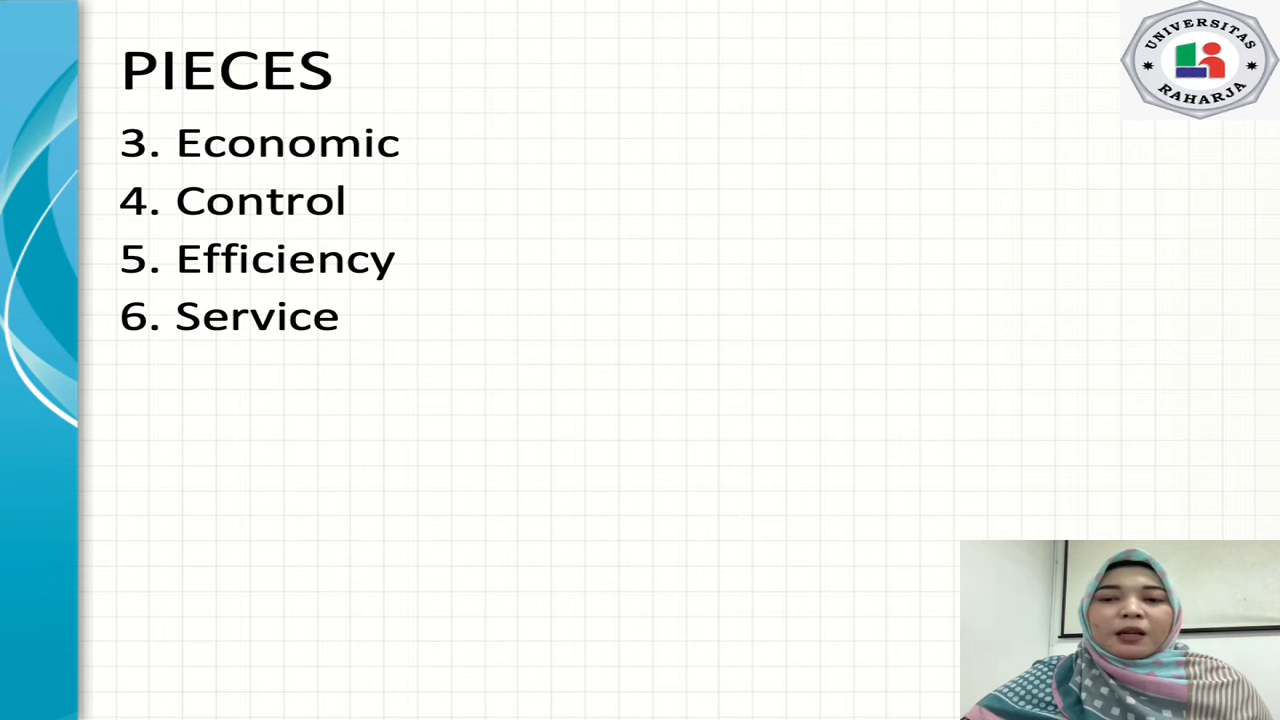 PIECES
3. Economic
4. Control
5. Efficiency
6. Service
UNIVERSITAS
RAHARJA